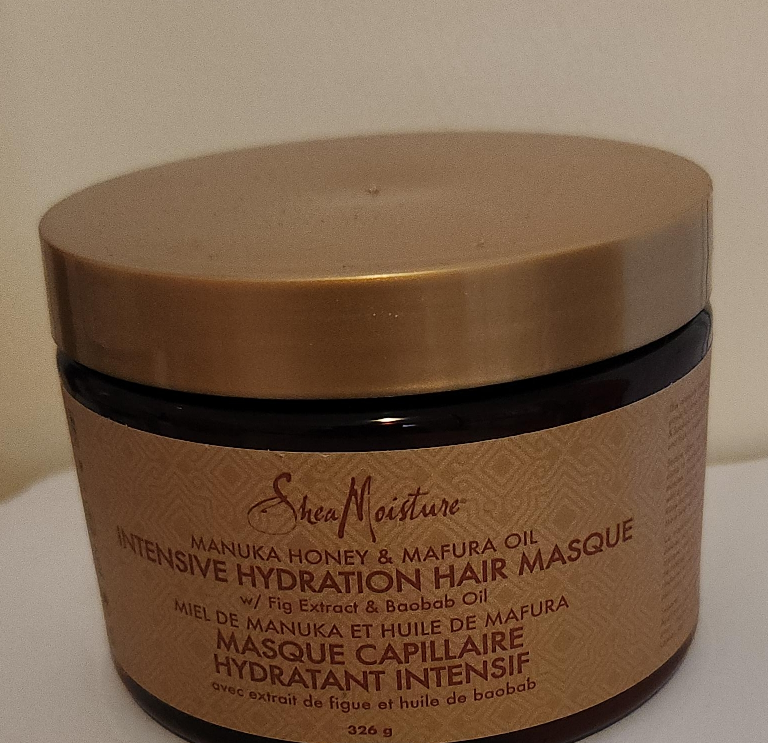 SheaMoisture
MANUKA HONEY & MAFURA OIL
INTENSIVE HYDRATION HAIR MASQUE
w/ Fig Extract & Baobab Oil
MIEL DE MANUKA ET HUILE DE MAFURA
MASQUE CAPILLAIRE
HYDRATANT INTENSIF
avec extrait de figue et huile de baobab
326 g